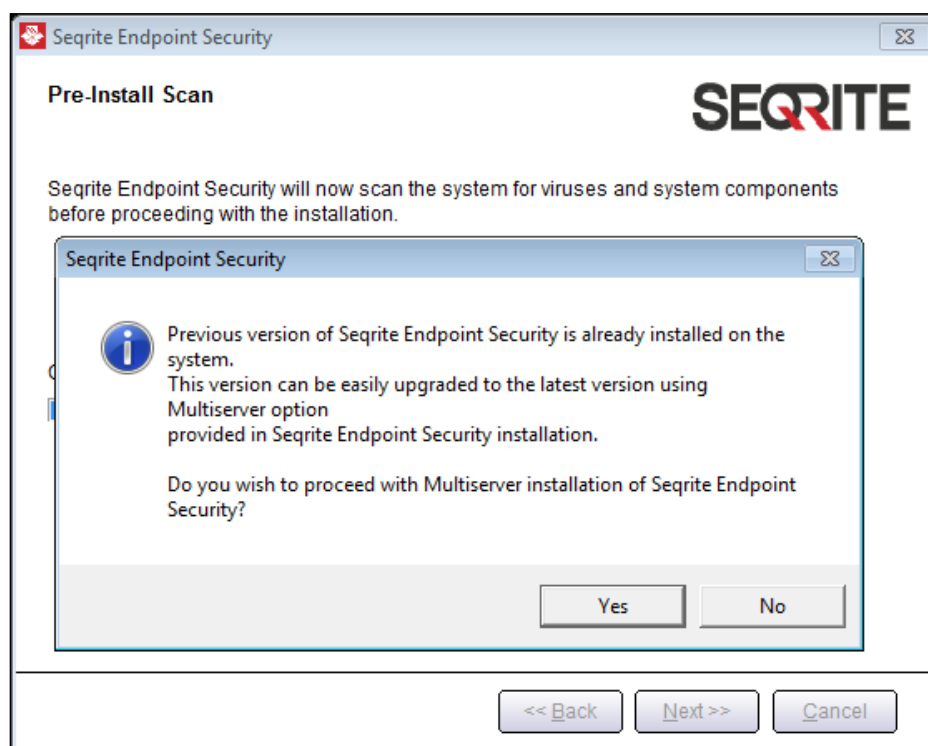 Seqrite Endpoint Security
Pre-Install Scan
SEQRITE
Seqrite Endpoint Security will now scan the system for viruses and system components
before proceeding with the installation.
Seqrite Endpoint Security
Previous version of Seqrite Endpoint Security is already installed on the
system.
This version can be easily upgraded to the latest version using
Multiserver option
provided in Seqrite Endpoint Security installation.
Do you wish to proceed with Multiserver installation of Seqrite Endpoint
Security?
Yes No
<< Back Next >> Cancel